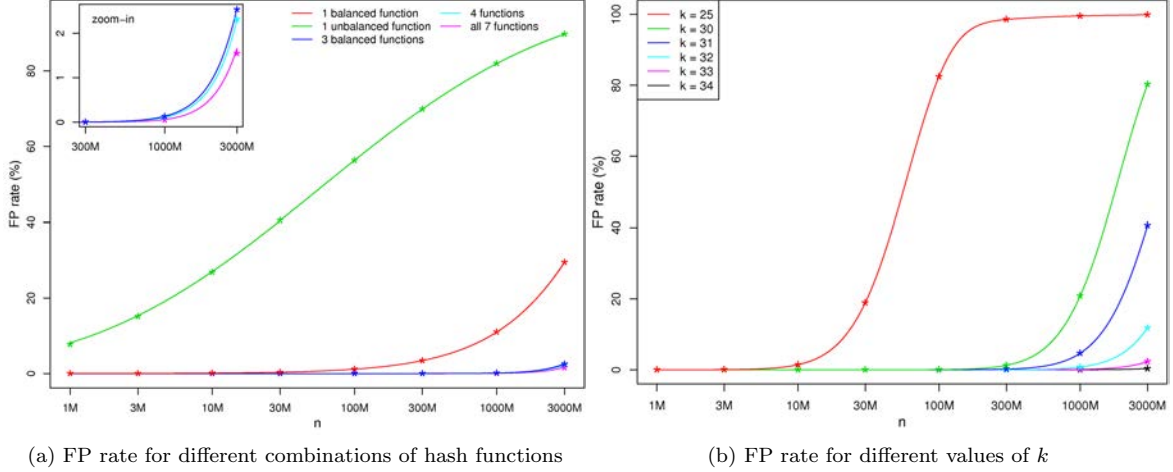 zoom-in
0 1 2
300M 1000M 3000M
1 balanced function
1 unbalanced function
3 balanced functions
4 functions
all 7 functions
FP rate (%)
0 20 40 60 80
1M 3M 10M 30M 100M 300M 1000M 3000M
n
(a) FP rate for different combinations of hash functions
k = 25
k = 30
k = 31
k = 32
k = 33
k = 34
FP rate (%)
0 20 40 60 80 100
1M 3M 10M 30M 100M 300M 1000M 3000M
n
(b) FP rate for different values of k